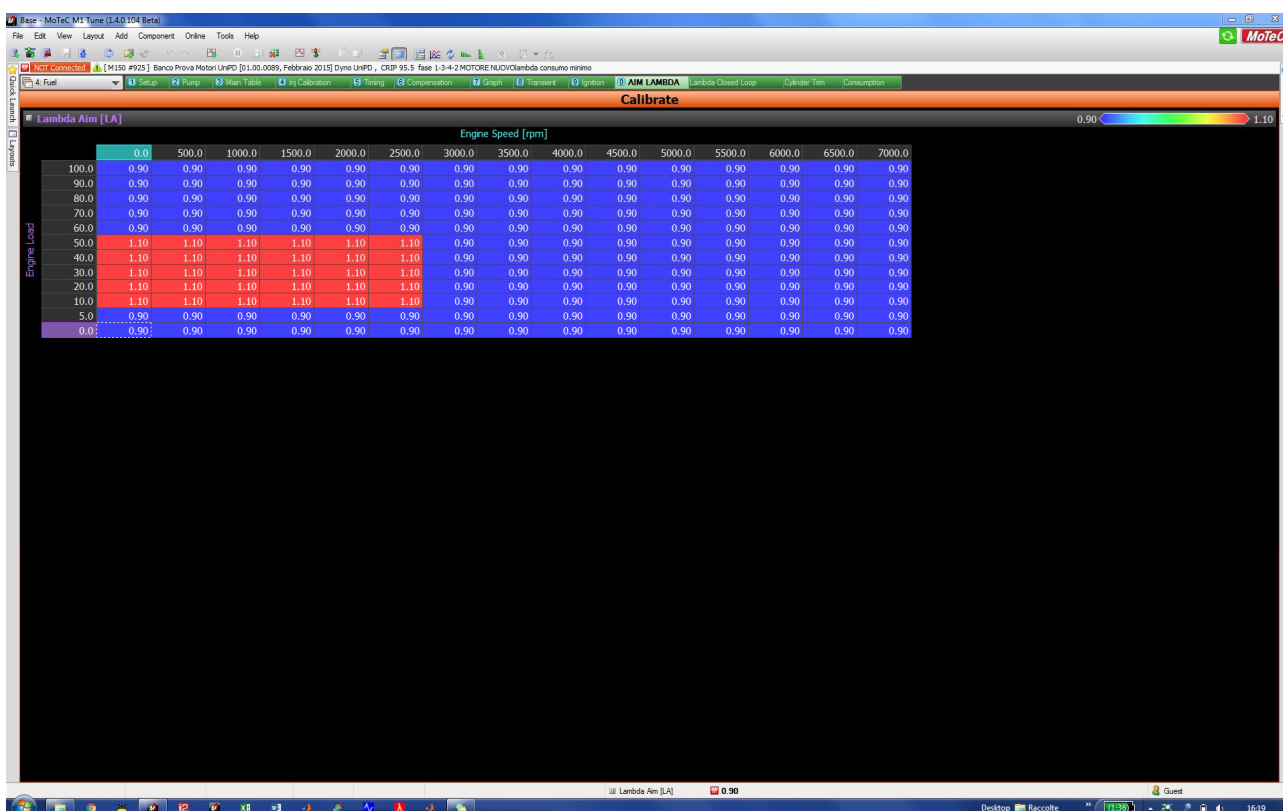 Base - MoTeC M1 Tune (1.4.0.104 Beta)
File Edit View Layout Add Component Online Tools Help
MoTeC
NOT Connected [M150 #925] Banco Prova Motori UniPD [01.00.0089, Febbraio 2015] Dyno UniPD , CRIP 95.5 fase 1-3-4-2 MOTORE NUOVOlambda consumo minimo
4: Fuel 1 Setup 2 Pump 3 Main Table 4 Inj Calibration 5 Timing 6 Compensation 7 Graph 8 Transient 9 Ignition 0 AIM LAMBDA Lambda Closed Loop Cylinder Trim Consumption
Quick Launch
Layouts
Calibrate
Lambda Aim [LA] 0.90 1.10
Engine Speed [rpm]
0.0 500.0 1000.0 1500.0 2000.0 2500.0 3000.0 3500.0 4000.0 4500.0 5000.0 5500.0 6000.0 6500.0 7000.0
Engine Load
100.0 0.90 0.90 0.90 0.90 0.90 0.90 0.90 0.90 0.90 0.90 0.90 0.90 0.90 0.90 0.90
90.0 0.90 0.90 0.90 0.90 0.90 0.90 0.90 0.90 0.90 0.90 0.90 0.90 0.90 0.90 0.90
80.0 0.90 0.90 0.90 0.90 0.90 0.90 0.90 0.90 0.90 0.90 0.90 0.90 0.90 0.90 0.90
70.0 0.90 0.90 0.90 0.90 0.90 0.90 0.90 0.90 0.90 0.90 0.90 0.90 0.90 0.90 0.90
60.0 0.90 0.90 0.90 0.90 0.90 0.90 0.90 0.90 0.90 0.90 0.90 0.90 0.90 0.90 0.90
50.0 1.10 1.10 1.10 1.10 1.10 1.10 0.90 0.90 0.90 0.90 0.90 0.90 0.90 0.90 0.90
40.0 1.10 1.10 1.10 1.10 1.10 1.10 0.90 0.90 0.90 0.90 0.90 0.90 0.90 0.90 0.90
30.0 1.10 1.10 1.10 1.10 1.10 1.10 0.90 0.90 0.90 0.90 0.90 0.90 0.90 0.90 0.90
20.0 1.10 1.10 1.10 1.10 1.10 1.10 0.90 0.90 0.90 0.90 0.90 0.90 0.90 0.90 0.90
10.0 1.10 1.10 1.10 1.10 1.10 1.10 0.90 0.90 0.90 0.90 0.90 0.90 0.90 0.90 0.90
5.0 0.90 0.90 0.90 0.90 0.90 0.90 0.90 0.90 0.90 0.90 0.90 0.90 0.90 0.90 0.90
0.0 0.90 0.90 0.90 0.90 0.90 0.90 0.90 0.90 0.90 0.90 0.90 0.90 0.90 0.90 0.90
Lambda Aim [LA] 0.90 Guest
Desktop Raccolte » (1:36) 16:19